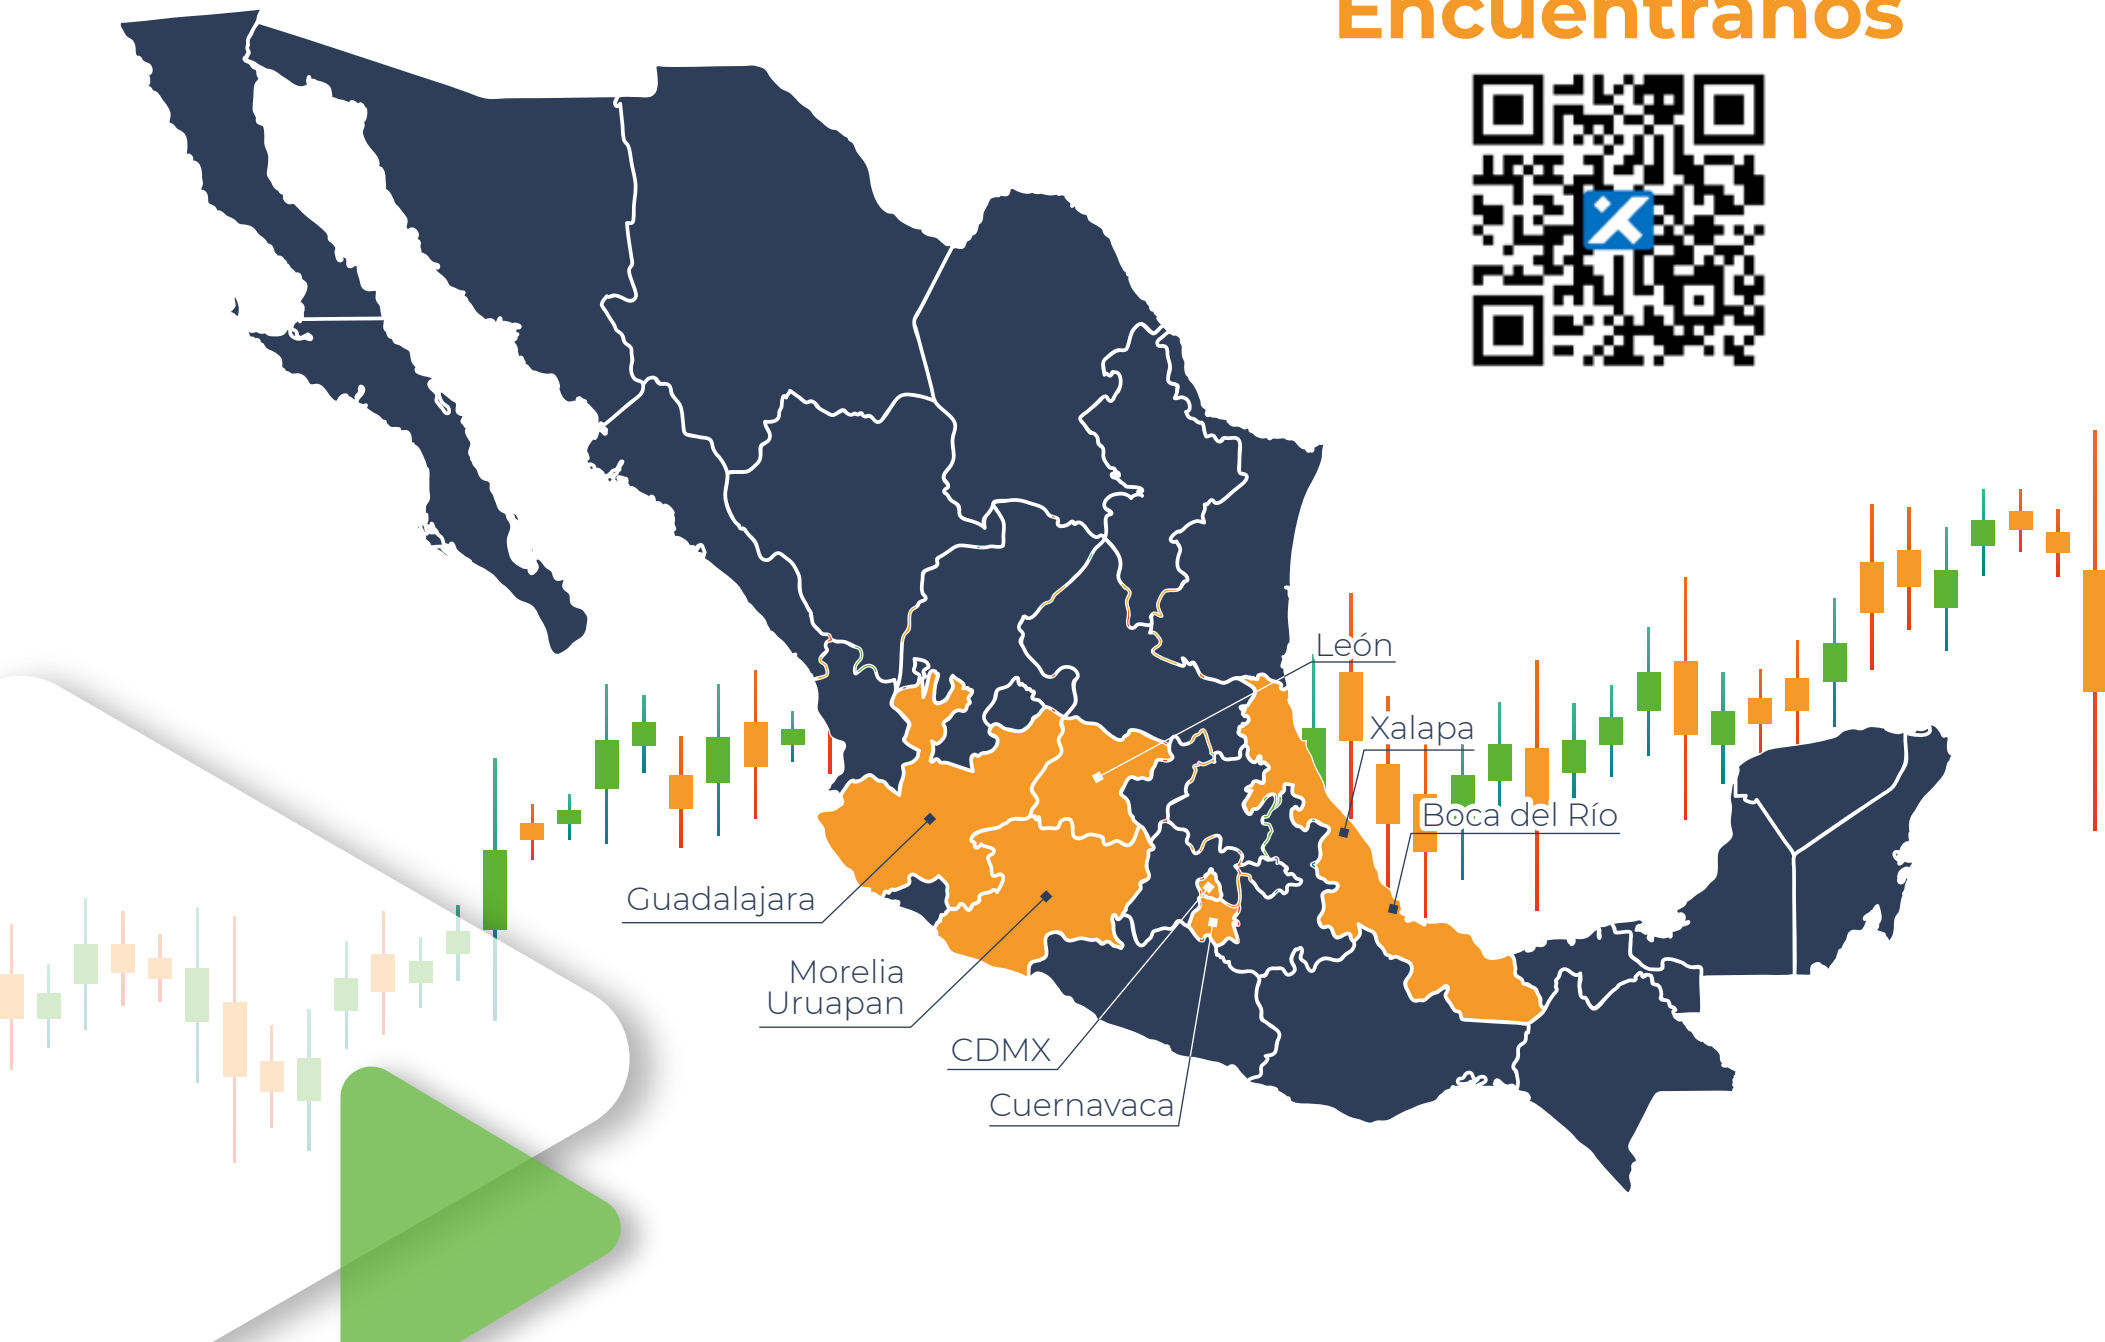 Encuéntranos
León
Xalapa
Boca del Río
Guadalajara
Morelia
Uruapan
CDMX
Cuernavaca